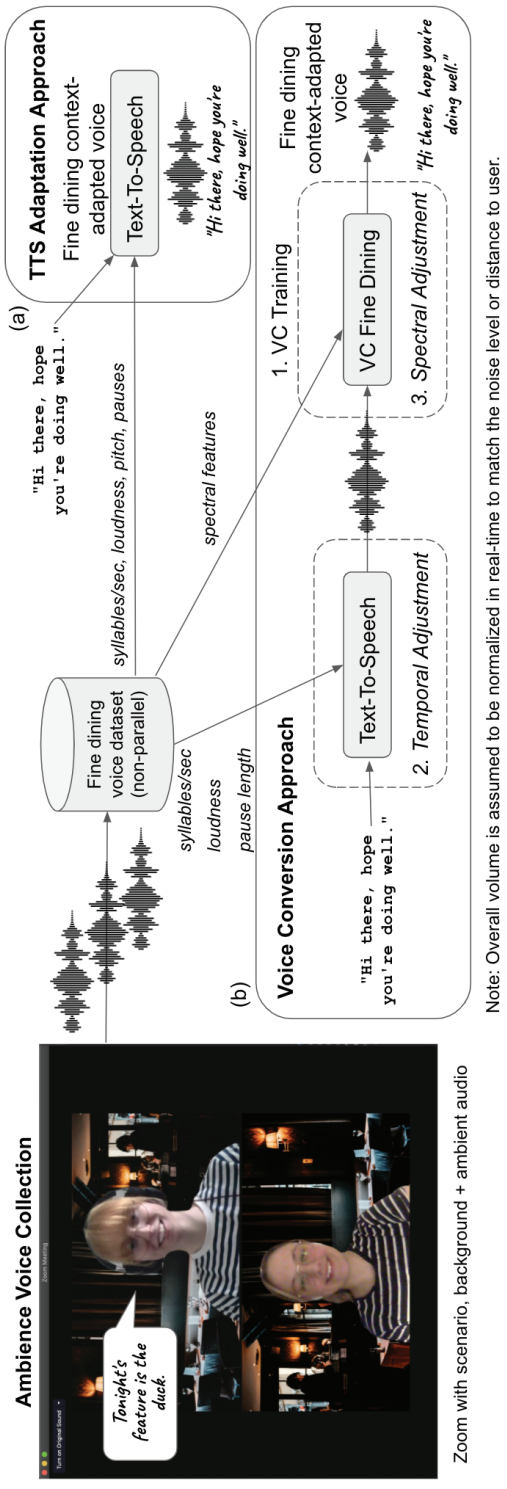 Ambience Voice Collection
Zoom Meeting
Turn on Original Sound
Tonight's
feature is the
duck.
Zoom with scenario, background + ambient audio
Fine dining
voice dataset
(non-parallel)
syllables/sec, loudness, pitch, pauses
spectral features
syllables/sec
loudness
pause length
(a)
"Hi there, hope
you're doing well."
TTS Adaptation Approach
Fine dining context-
adapted voice
Text-To-Speech
"Hi there, hope you're
doing well."
(b)
Voice Conversion Approach
"Hi there, hope
you're doing well."
Text-To-Speech
2. Temporal Adjustment
1. VC Training
VC Fine Dining
3. Spectral Adjustment
Fine dining
context-adapted
voice
"Hi there, hope you're
doing well."
Note: Overall volume is assumed to be normalized in real-time to match the noise level or distance to user.